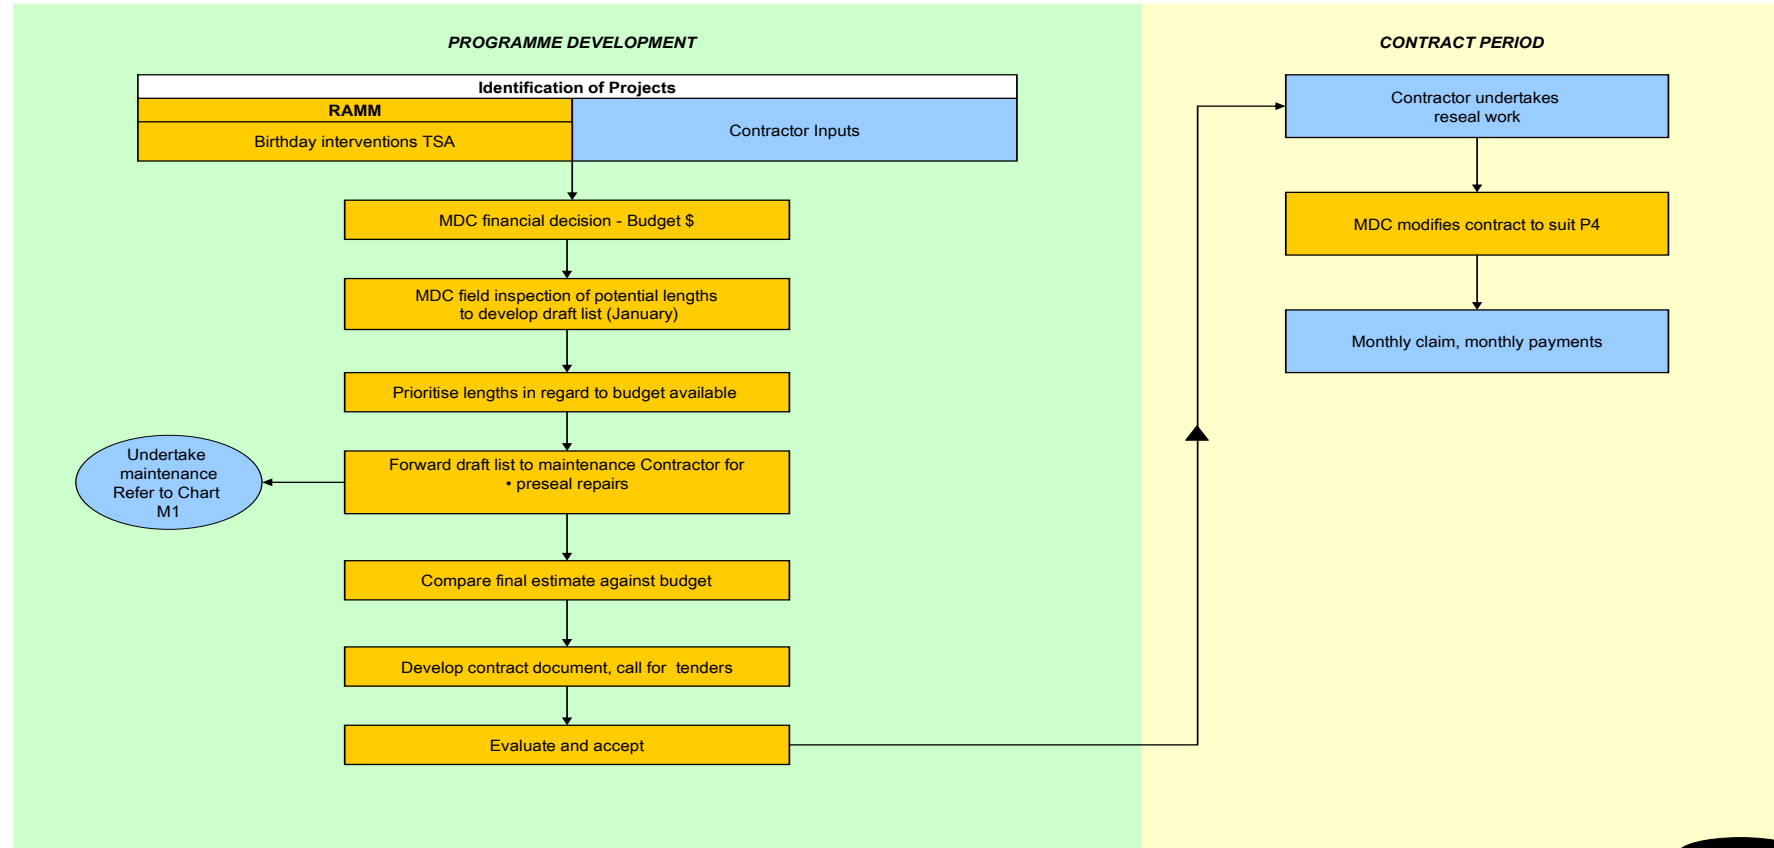 PROGRAMME DEVELOPMENT
Identification of Projects
RAMM
Birthday interventions TSA
Contractor Inputs
MDC financial decision - Budget $
MDC field inspection of potential lengths
to develop draft list (January)
Prioritise lengths in regard to budget available
Forward draft list to maintenance Contractor for
• preseal repairs
Undertake
maintenance
Refer to Chart
M1
Compare final estimate against budget
Develop contract document, call for tenders
Evaluate and accept
CONTRACT PERIOD
Contractor undertakes
reseal work
MDC modifies contract to suit P4
Monthly claim, monthly payments